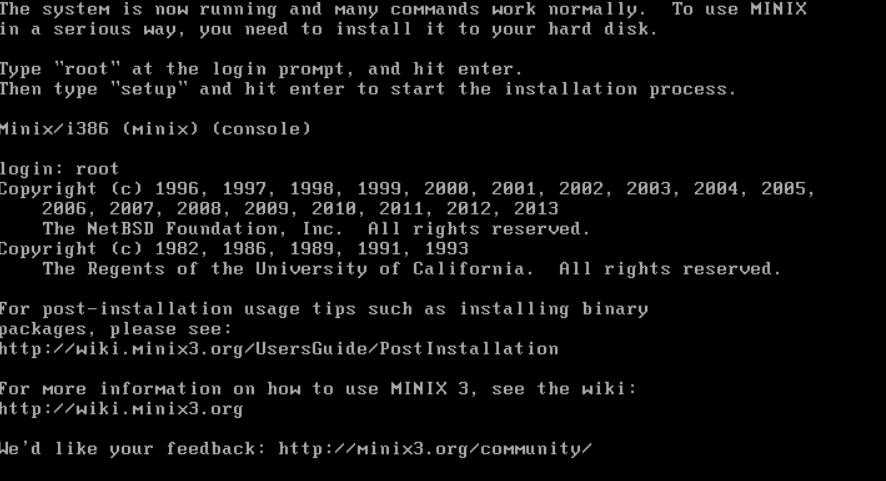 The system is now running and many commands work normally.  To use MINIX
in a serious way, you need to install it to your hard disk.
Type "root" at the login prompt, and hit enter.
Then type "setup" and hit enter to start the installation process.
Minix/i386 (minix) (console)
login: root
Copyright (c) 1996, 1997, 1998, 1999, 2000, 2001, 2002, 2003, 2004, 2005,
    2006, 2007, 2008, 2009, 2010, 2011, 2012, 2013
    The NetBSD Foundation, Inc.  All rights reserved.
Copyright (c) 1982, 1986, 1989, 1991, 1993
    The Regents of the University of California.  All rights reserved.
For post-installation usage tips such as installing binary
packages, please see:
http://wiki.minix3.org/UsersGuide/PostInstallation
For more information on how to use MINIX 3, see the wiki:
http://wiki.minix3.org
We'd like your feedback: http://minix3.org/community/